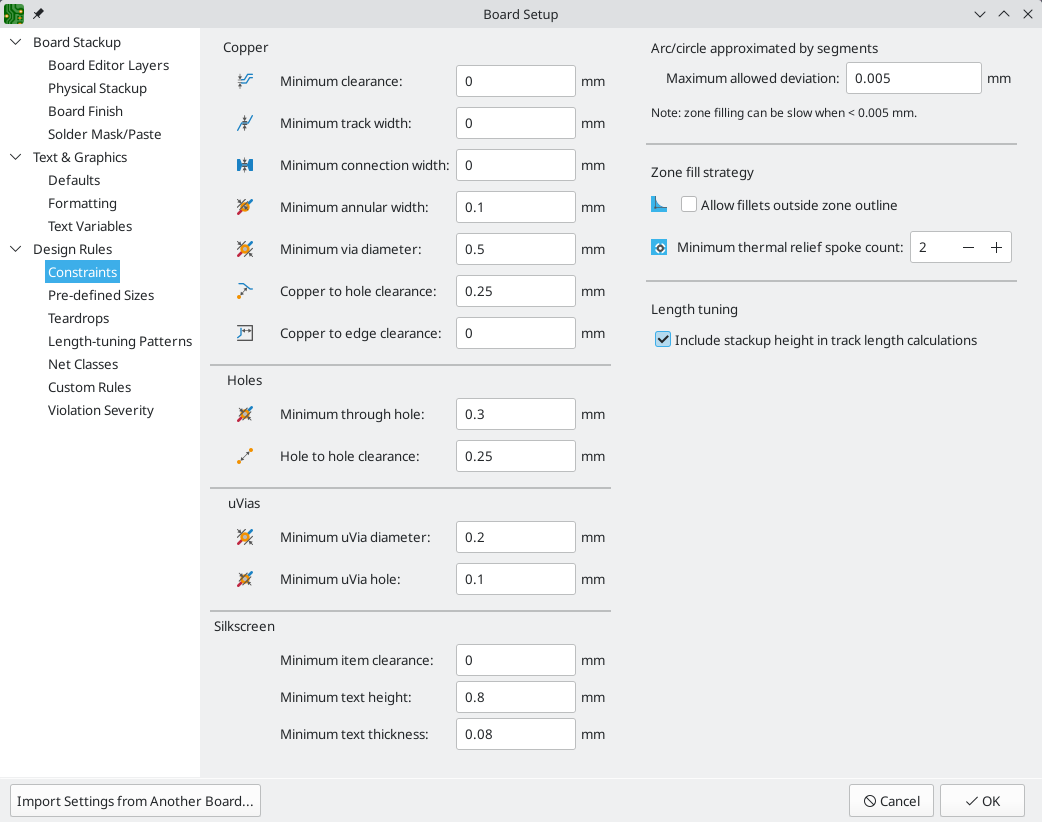 Board Setup
Board Stackup
Board Editor Layers
Physical Stackup
Board Finish
Solder Mask/Paste
Text & Graphics
Defaults
Formatting
Text Variables
Design Rules
Constraints
Pre-defined Sizes
Teardrops
Length-tuning Patterns
Net Classes
Custom Rules
Violation Severity
Copper
Minimum clearance: 0 mm
Minimum track width: 0 mm
Minimum connection width: 0 mm
Minimum annular width: 0.1 mm
Minimum via diameter: 0.5 mm
Copper to hole clearance: 0.25 mm
Copper to edge clearance: 0 mm
Holes
Minimum through hole: 0.3 mm
Hole to hole clearance: 0.25 mm
uVias
Minimum uVia diameter: 0.2 mm
Minimum uVia hole: 0.1 mm
Silkscreen
Minimum item clearance: 0 mm
Minimum text height: 0.8 mm
Minimum text thickness: 0.08 mm
Arc/circle approximated by segments
Maximum allowed deviation: 0.005 mm
Note: zone filling can be slow when < 0.005 mm.
Zone fill strategy
Allow fillets outside zone outline
Minimum thermal relief spoke count: 2 − +
Length tuning
Include stackup height in track length calculations
Import Settings from Another Board...
Cancel
OK